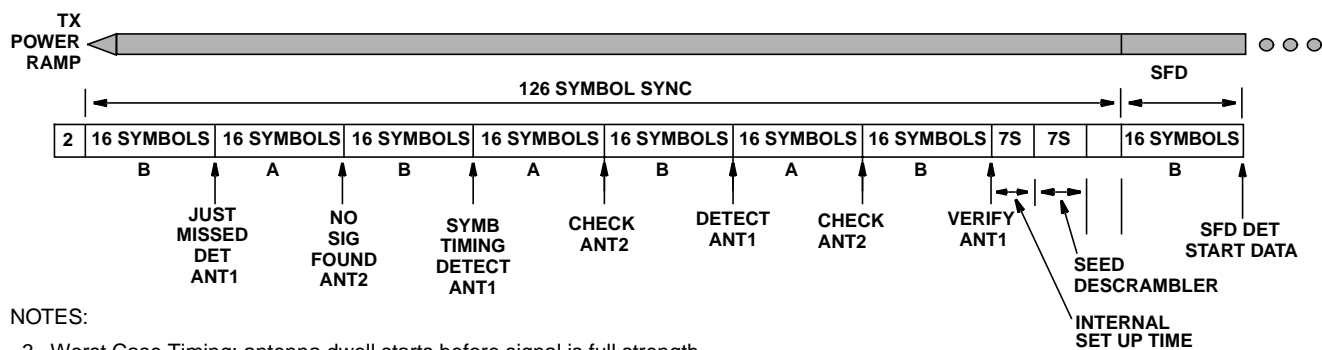 TX
POWER
RAMP
SFD
126 SYMBOL SYNC
2 16 SYMBOLS 16 SYMBOLS 16 SYMBOLS 16 SYMBOLS 16 SYMBOLS 16 SYMBOLS 16 SYMBOLS 7S 7S 16 SYMBOLS
B A B A B A B B
JUST
MISSED
DET
ANT1
NO
SIG
FOUND
ANT2
SYMB
TIMING
DETECT
ANT1
CHECK
ANT2
DETECT
ANT1
CHECK
ANT2
VERIFY
ANT1
SEED
DESCRAMBLER
INTERNAL
SET UP TIME
SFD DET
START DATA
NOTES: